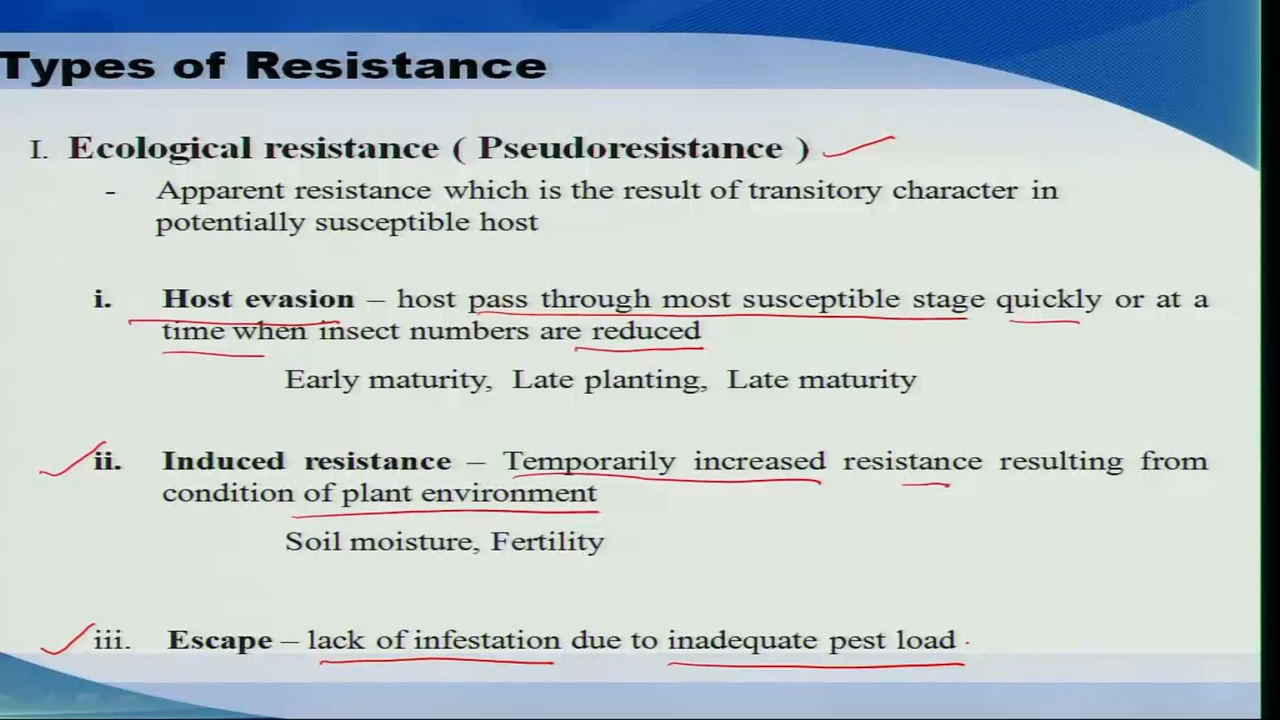 Types of Resistance
I. Ecological resistance ( Pseudoresistance )
- Apparent resistance which is the result of transitory character in
potentially susceptible host
i. Host evasion – host pass through most susceptible stage quickly or at a
time when insect numbers are reduced
Early maturity, Late planting, Late maturity
ii. Induced resistance – Temporarily increased resistance resulting from
condition of plant environment
Soil moisture, Fertility
iii. Escape – lack of infestation due to inadequate pest load